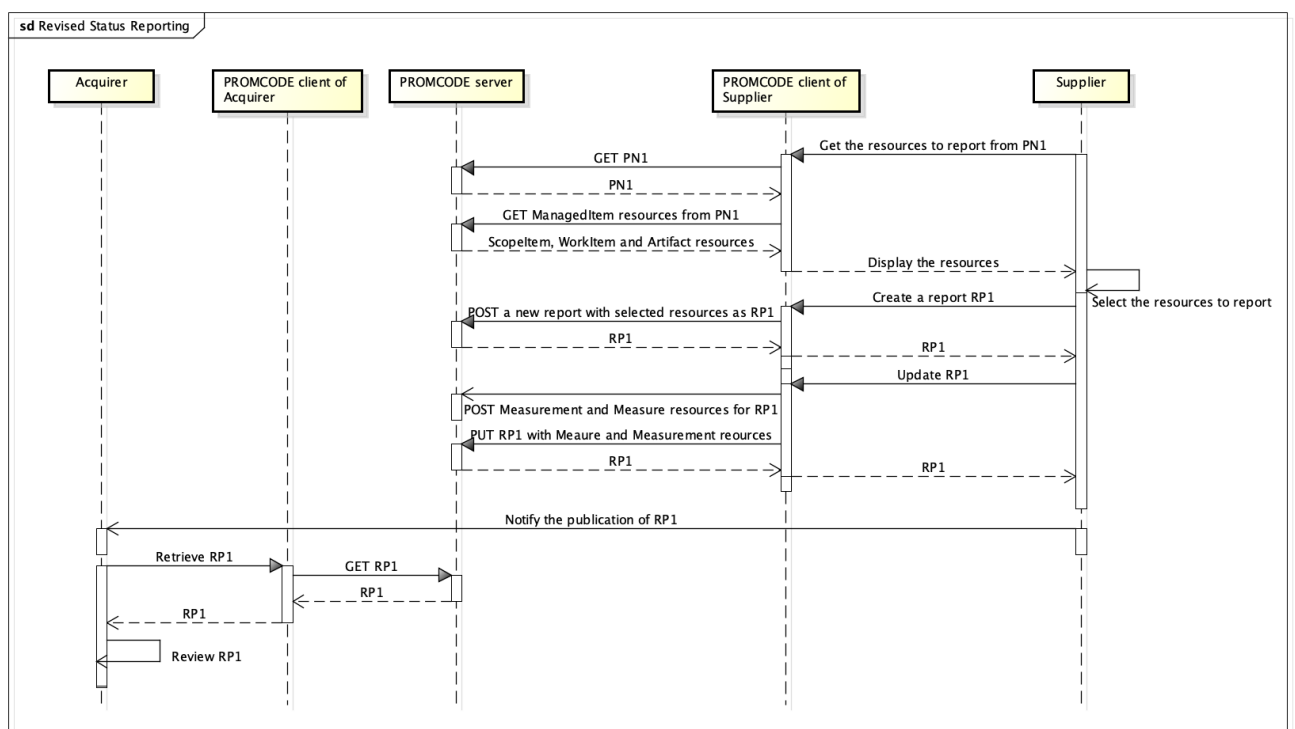 sd Revised Status Reporting
Acquirer
PROMCODE client of
Acquirer
PROMCODE server
PROMCODE client of
Supplier
Supplier
Get the resources to report from PN1
GET PN1
PN1
GET ManagedItem resources from PN1
ScopeItem, WorkItem and Artifact resources
Display the resources
Select the resources to report
Create a report RP1
POST a new report with selected resources as RP1
RP1
RP1
Update RP1
POST Measurement and Measure resources for RP1
PUT RP1 with Meaure and Measurement reources
RP1
RP1
Notify the publication of RP1
Retrieve RP1
GET RP1
RP1
RP1
Review RP1